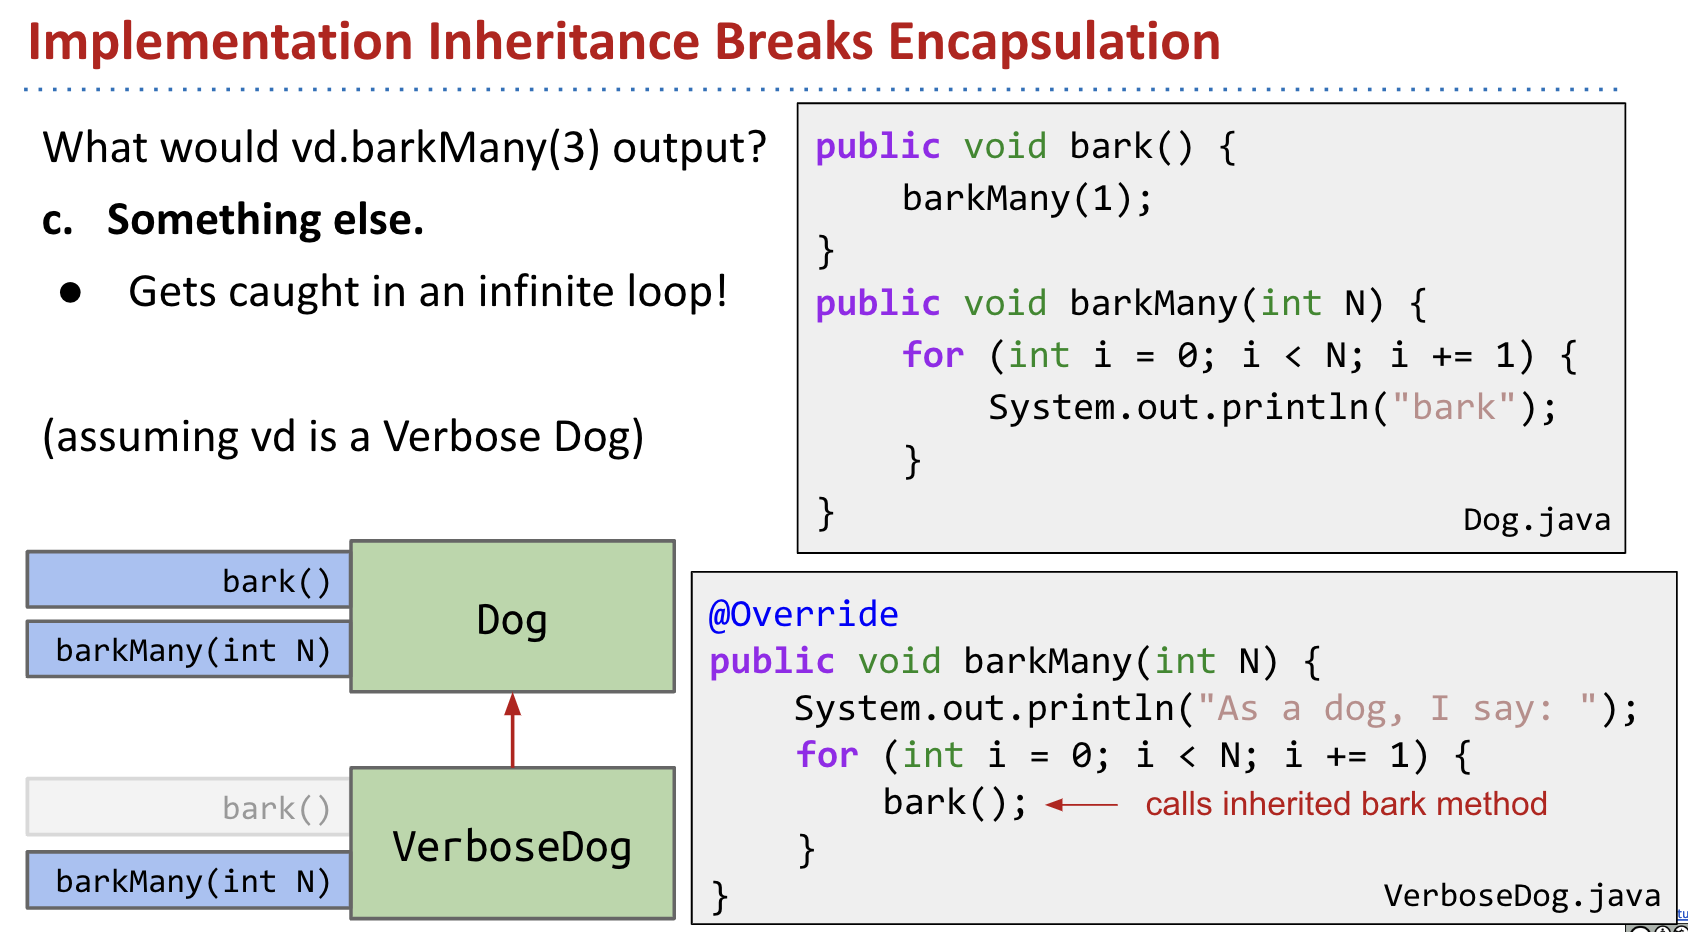 Implementation Inheritance Breaks Encapsulation
What would vd.barkMany(3) output?
c. Something else.
● Gets caught in an infinite loop!
(assuming vd is a Verbose Dog)
public void bark() {
    barkMany(1);
}
public void barkMany(int N) {
    for (int i = 0; i < N; i += 1) {
        System.out.println("bark");
    }
}
Dog.java
bark()
barkMany(int N)
Dog
bark()
barkMany(int N)
VerboseDog
@Override
public void barkMany(int N) {
    System.out.println("As a dog, I say: ");
    for (int i = 0; i < N; i += 1) {
        bark(); calls inherited bark method
    }
}
VerboseDog.java